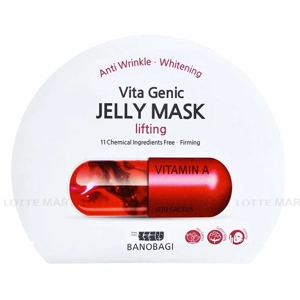 Anti Wrinkle · Whitening
Vita Genic
JELLY MASK
lifting
11 Chemical Ingredients Free · Firming
VITAMIN A
BANOBAGI
LOTTE MAR